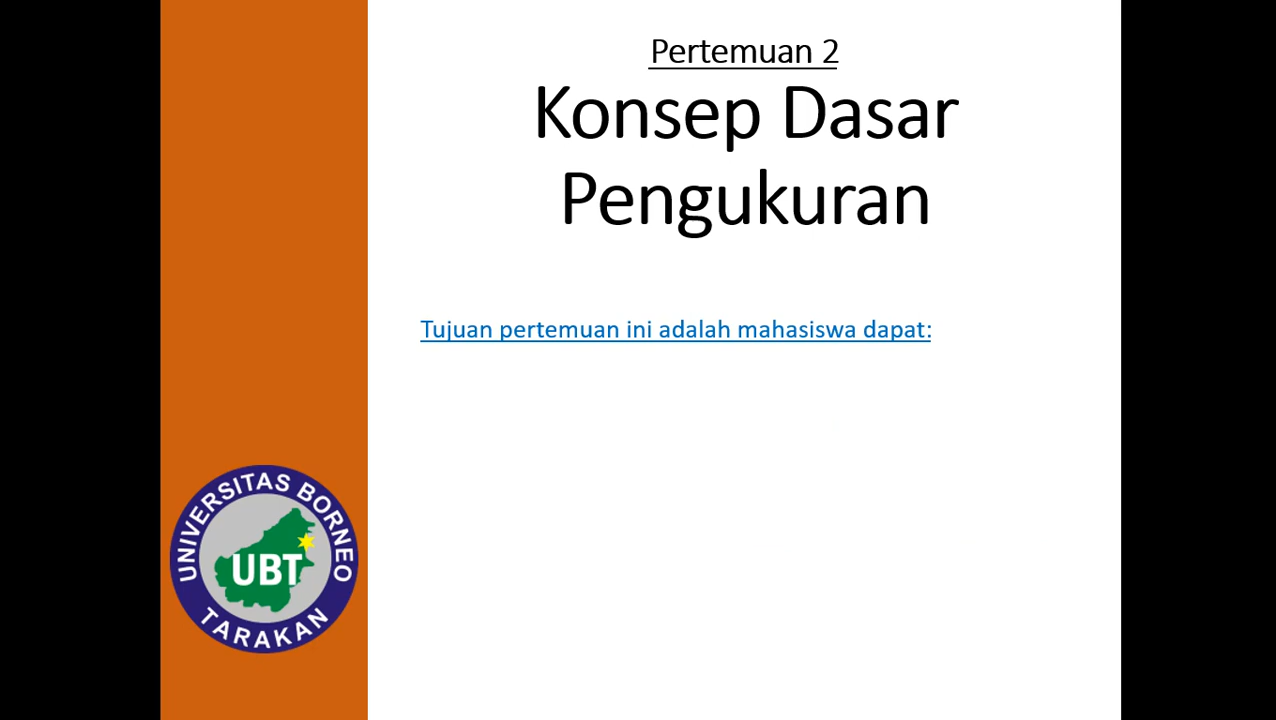 Pertemuan 2
Konsep Dasar
Pengukuran
Tujuan pertemuan ini adalah mahasiswa dapat:
UNIVERSITAS BORNEO
UBT
TARAKAN